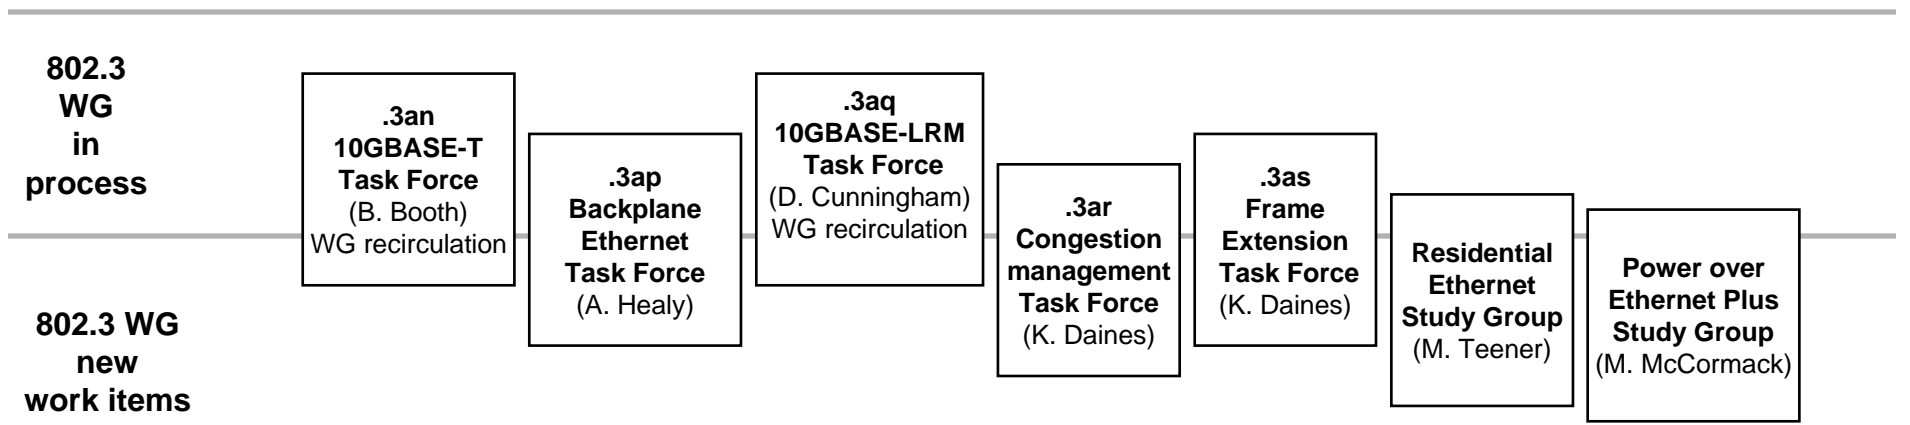 802.3
WG
in
process
.3an
10GBASE-T
Task Force
(B. Booth)
WG recirculation
.3ap
Backplane
Ethernet
Task Force
(A. Healy)
.3aq
10GBASE-LRM
Task Force
(D. Cunningham)
WG recirculation
.3ar
Congestion
management
Task Force
(K. Daines)
.3as
Frame
Extension
Task Force
(K. Daines)
Residential
Ethernet
Study Group
(M. Teener)
Power over
Ethernet Plus
Study Group
(M. McCormack)
802.3 WG
new
work items